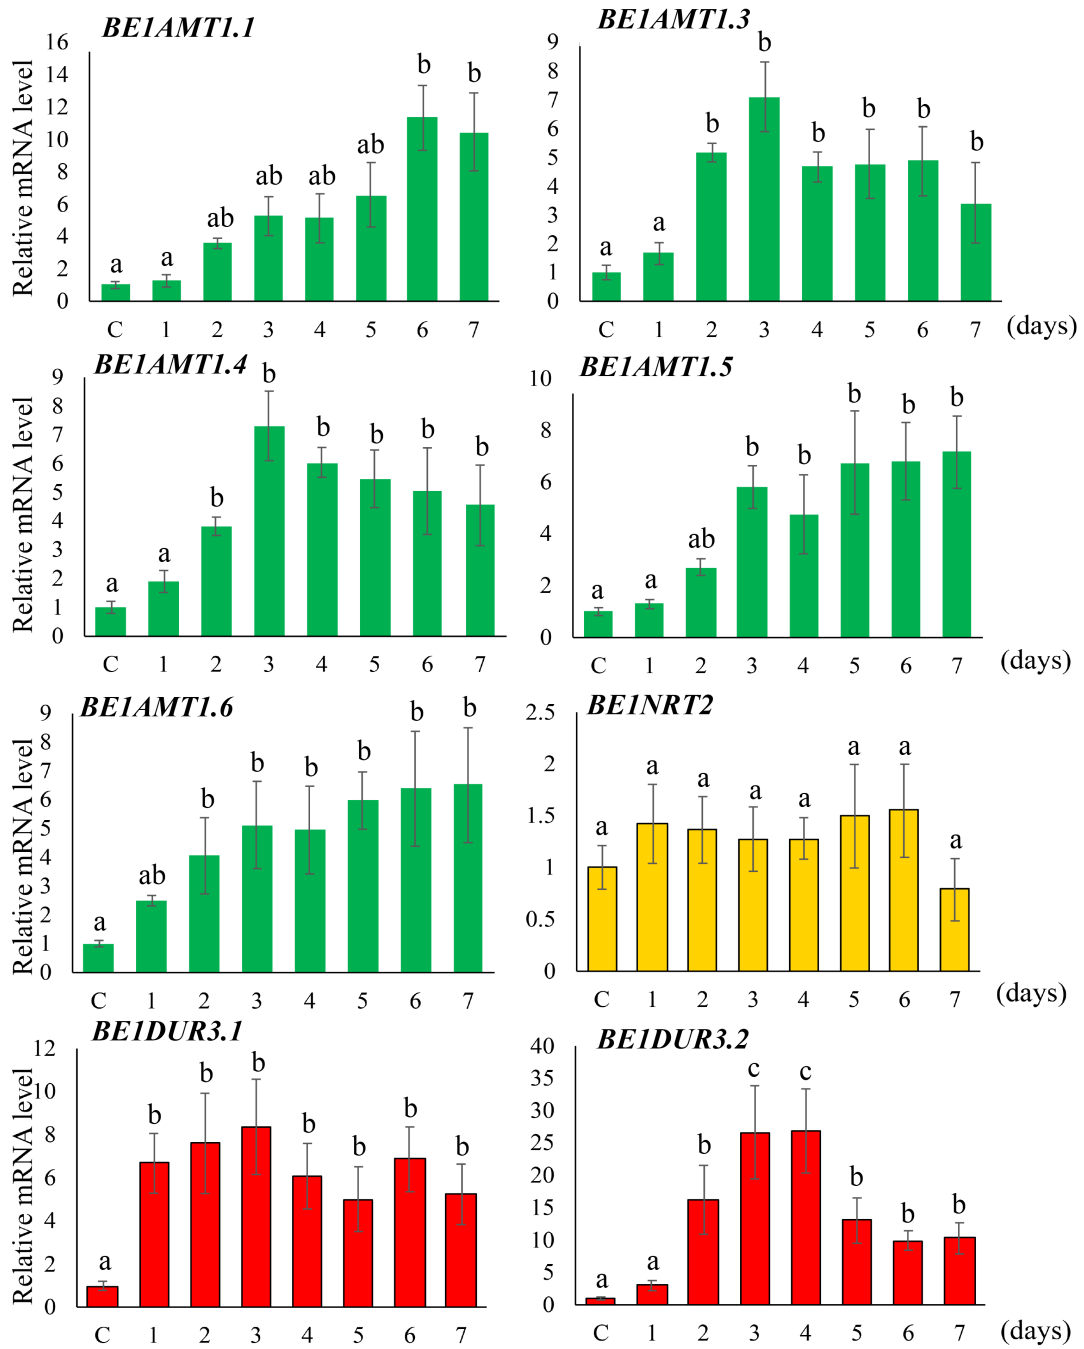 BE1AMT1.1
Relative mRNA level
16
14
12
10
8
6
4
2
0
a a ab ab ab ab b b
C 1 2 3 4 5 6 7
BE1AMT1.3
9
8
7
6
5
4
3
2
1
0
a a b b b b b b
C 1 2 3 4 5 6 7 (days)
BE1AMT1.4
Relative mRNA level
9
8
7
6
5
4
3
2
1
0
a a b b b b b b
C 1 2 3 4 5 6 7
BE1AMT1.5
10
8
6
4
2
0
a a ab b b b b b
C 1 2 3 4 5 6 7 (days)
BE1AMT1.6
Relative mRNA level
9
8
7
6
5
4
3
2
1
0
a ab b b b b b b
C 1 2 3 4 5 6 7
BE1NRT2
2.5
2
1.5
1
0.5
0
a a a a a a a a
C 1 2 3 4 5 6 7 (days)
BE1DUR3.1
Relative mRNA level
12
10
8
6
4
2
0
a b b b b b b b
C 1 2 3 4 5 6 7
BE1DUR3.2
40
35
30
25
20
15
10
5
0
a a b c c b b b
C 1 2 3 4 5 6 7 (days)